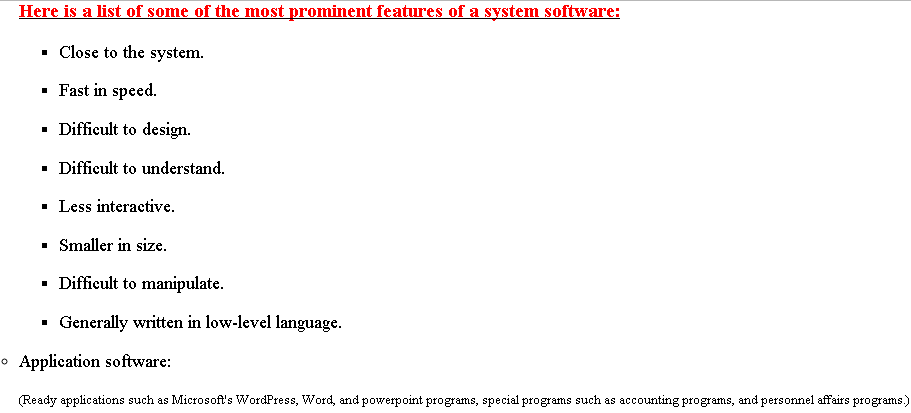 Here is a list of some of the most prominent features of a system software:
▪ Close to the system.
▪ Fast in speed.
▪ Difficult to design.
▪ Difficult to understand.
▪ Less interactive.
▪ Smaller in size.
▪ Difficult to manipulate.
▪ Generally written in low-level language.
○ Application software:
(Ready applications such as Microsoft's WordPress, Word, and powerpoint programs, special programs such as accounting programs, and personnel affairs programs.)